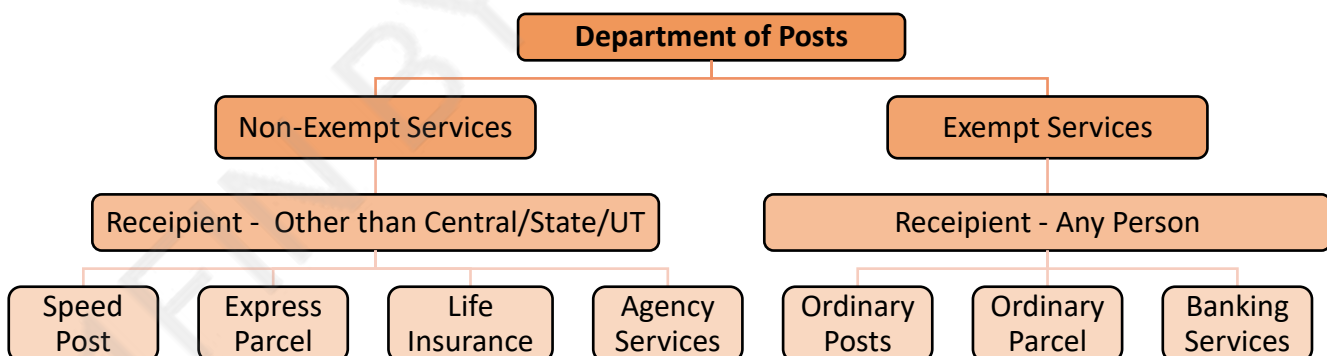 Department of Posts
Non-Exempt Services
Exempt Services
Receipient - Other than Central/State/UT
Receipient - Any Person
Speed
Post
Express
Parcel
Life
Insurance
Agency
Services
Ordinary
Posts
Ordinary
Parcel
Banking
Services